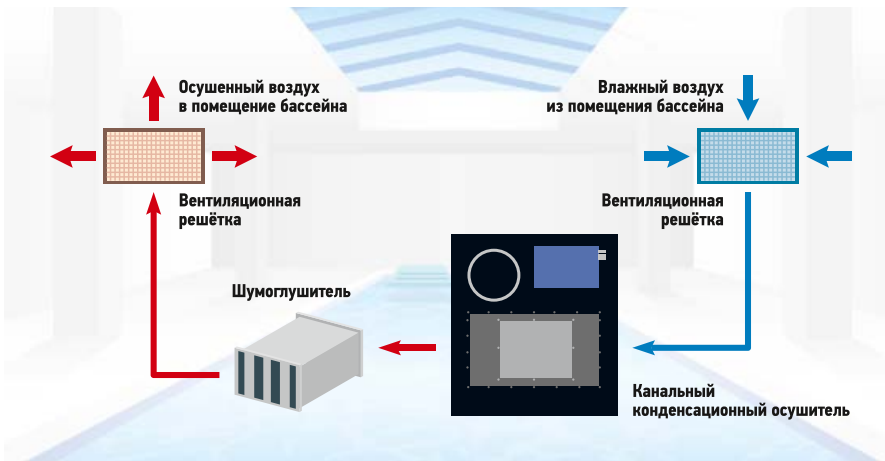 Осушенный воздух
в помещение бассейна
Влажный воздух
из помещения бассейна
Вентиляционная
решётка
Вентиляционная
решётка
Шумоглушитель
Канальный
конденсационный осушитель